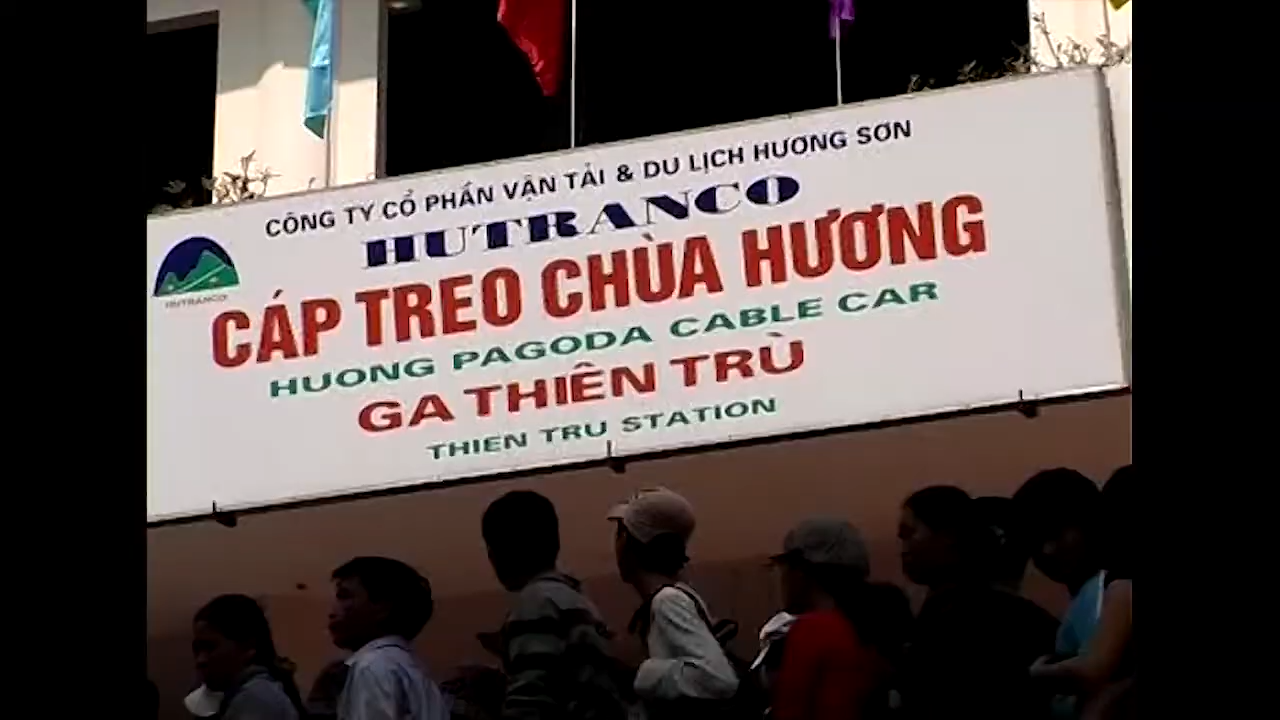 CÔNG TY CỔ PHẦN VẬN TẢI & DU LỊCH HƯƠNG SƠN
HUTRANCO
HUTRANCO
CÁP TREO CHÙA HƯƠNG
HUONG PAGODA CABLE CAR
GA THIÊN TRÙ
THIEN TRU STATION